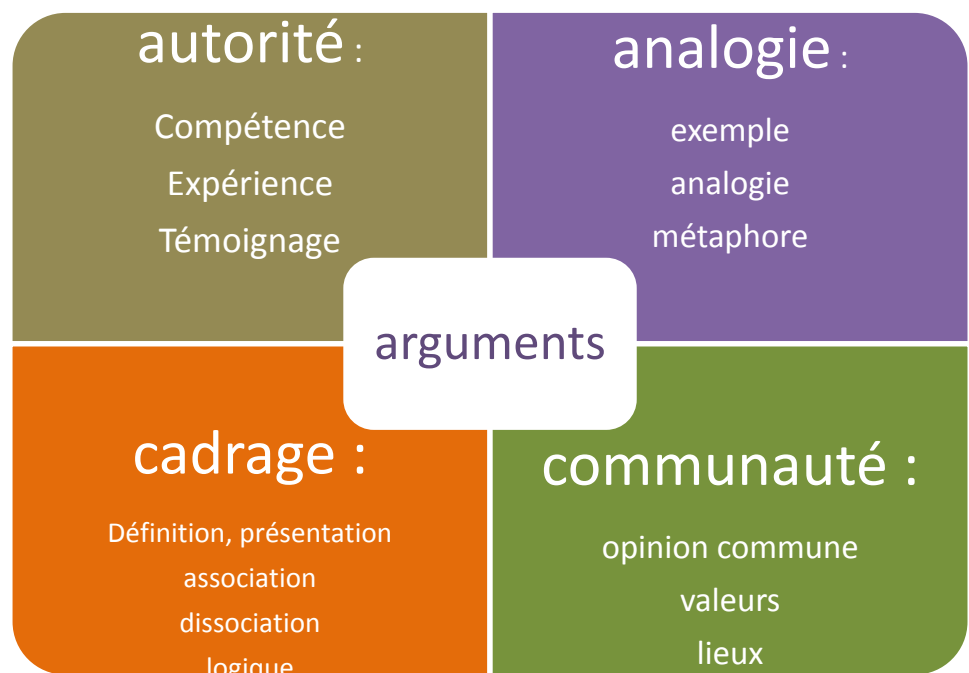 autorité :
Compétence
Expérience
Témoignage
analogie :
exemple
analogie
métaphore
arguments
cadrage :
Définition, présentation
association
dissociation
logique
communauté :
opinion commune
valeurs
lieux